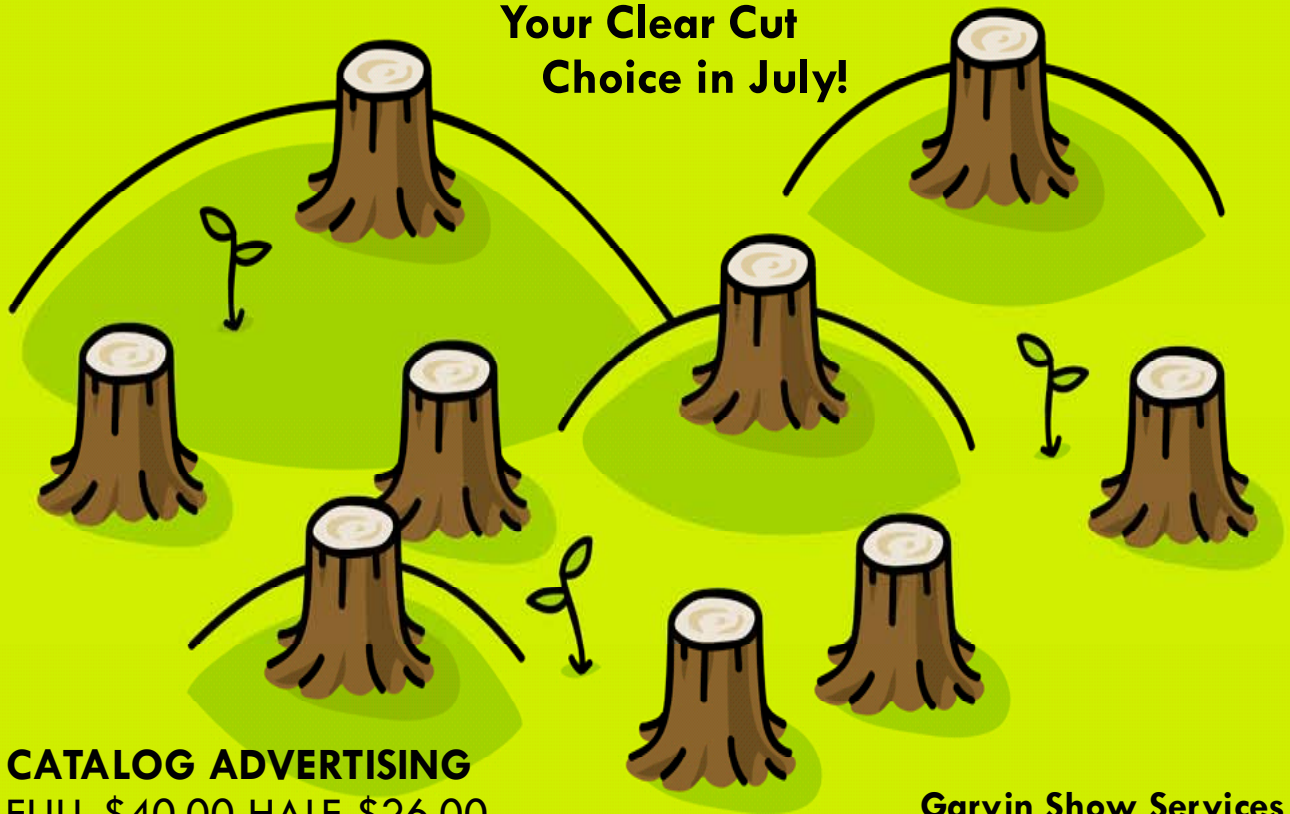 Your Clear Cut
Choice in July!
CATALOG ADVERTISING
FULL $40.00 HALF $26.00
Garvin Show Services